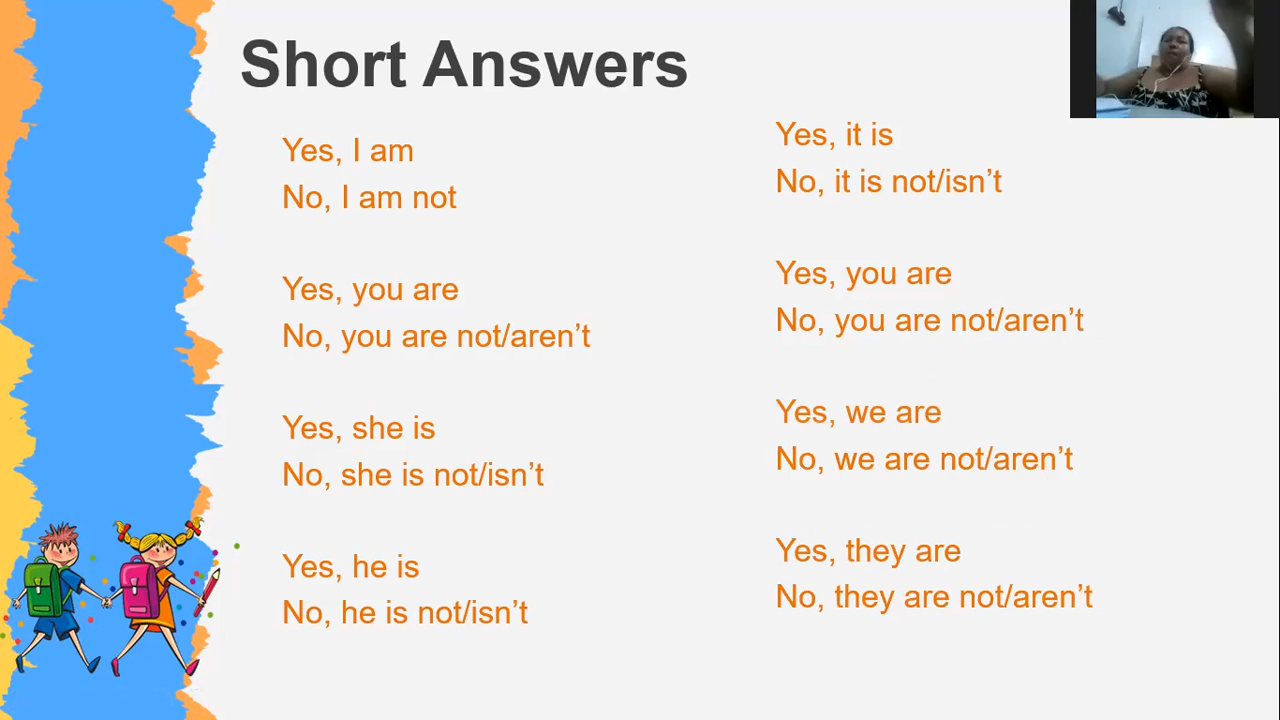 Short Answers
Yes, I am
No, I am not
Yes, you are
No, you are not/aren’t
Yes, she is
No, she is not/isn’t
Yes, he is
No, he is not/isn’t
Yes, it is
No, it is not/isn’t
Yes, you are
No, you are not/aren’t
Yes, we are
No, we are not/aren’t
Yes, they are
No, they are not/aren’t